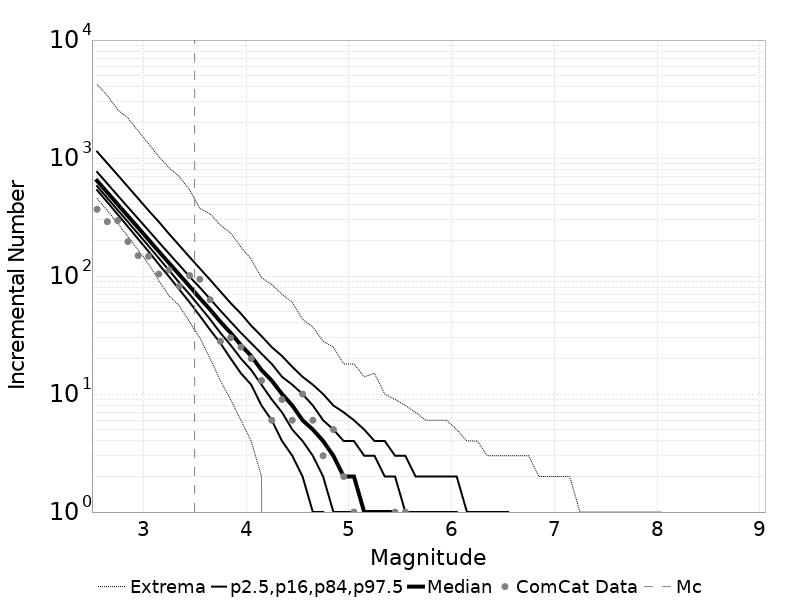 10^4
10^3
10^2
10^1
10^0
Incremental Number
3 4 5 6 7 8 9
Magnitude
Extrema p2.5,p16,p84,p97.5 Median ComCat Data Mc